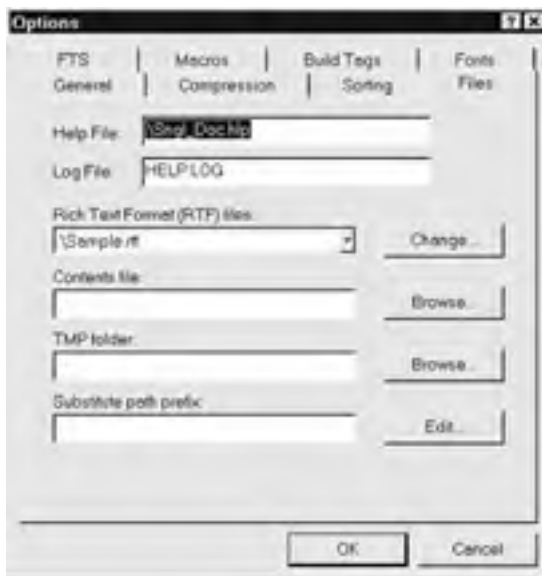 Options
FTS Macros Build Tags Fonts
General Compression Sorting Files
Help File: .\Sngl_Doc.hlp
Log File: HELP.LOG
Rich Text Format (RTF) files:
.\Sample.rtf Change...
Contents file:
Browse...
TMP folder:
Browse...
Substitute path prefix:
Edit...
OK Cancel